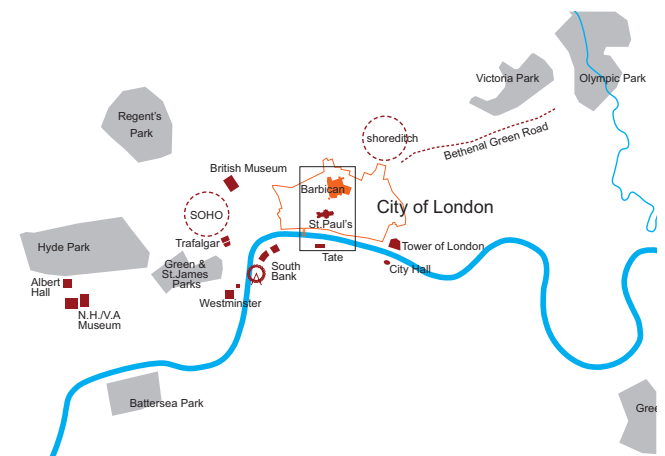 Victoria Park
Olympic Park
Regent's
Park
shoreditch
Bethenal Green Road
British Museum
Barbican
City of London
SOHO
St.Paul's
Trafalgar
Hyde Park
Tower of London
Tate
Green &
St.James
Parks
South
Bank
City Hall
Albert
Hall
Westminster
N.H./V.A
Museum
Battersea Park
Gree